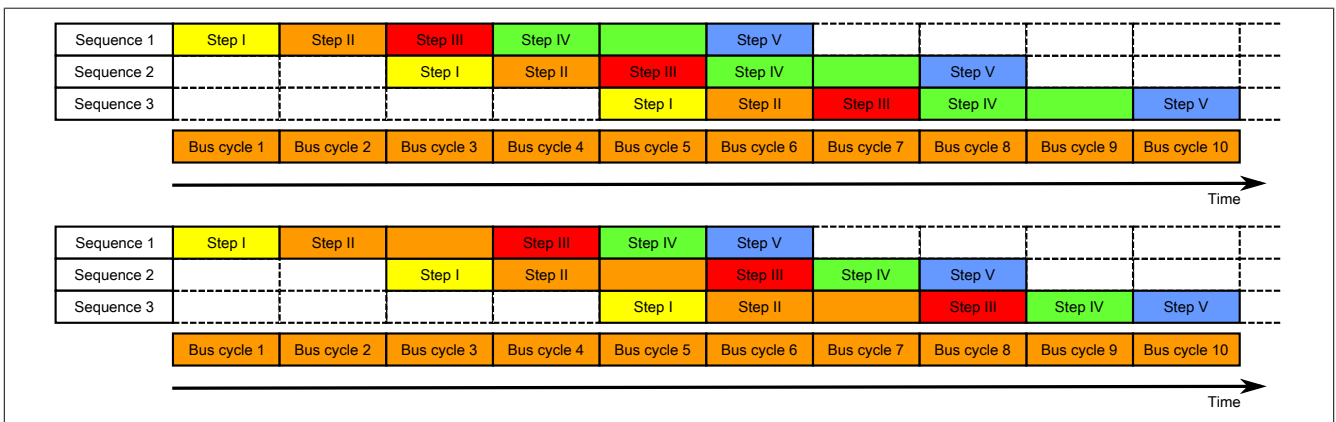 Sequence 1 Step I Step II Step III Step IV Step V
Sequence 2 Step I Step II Step III Step IV Step V
Sequence 3 Step I Step II Step III Step IV Step V
Bus cycle 1 Bus cycle 2 Bus cycle 3 Bus cycle 4 Bus cycle 5 Bus cycle 6 Bus cycle 7 Bus cycle 8 Bus cycle 9 Bus cycle 10
Time
Sequence 1 Step I Step II Step III Step IV Step V
Sequence 2 Step I Step II Step III Step IV Step V
Sequence 3 Step I Step II Step III Step IV Step V
Bus cycle 1 Bus cycle 2 Bus cycle 3 Bus cycle 4 Bus cycle 5 Bus cycle 6 Bus cycle 7 Bus cycle 8 Bus cycle 9 Bus cycle 10
Time